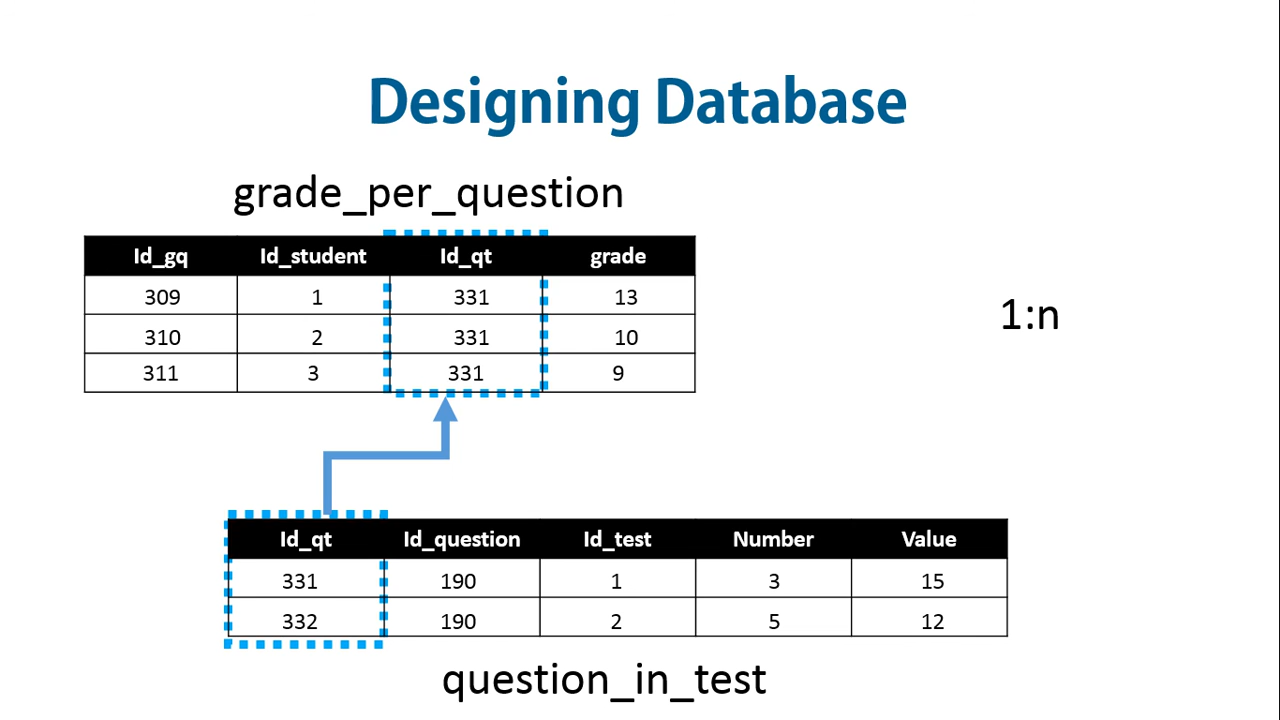 Designing Database
grade_per_question
Id_gq Id_student Id_qt grade
309 1 331 13
310 2 331 10
311 3 331 9
1:n
Id_qt Id_question Id_test Number Value
331 190 1 3 15
332 190 2 5 12
question_in_test